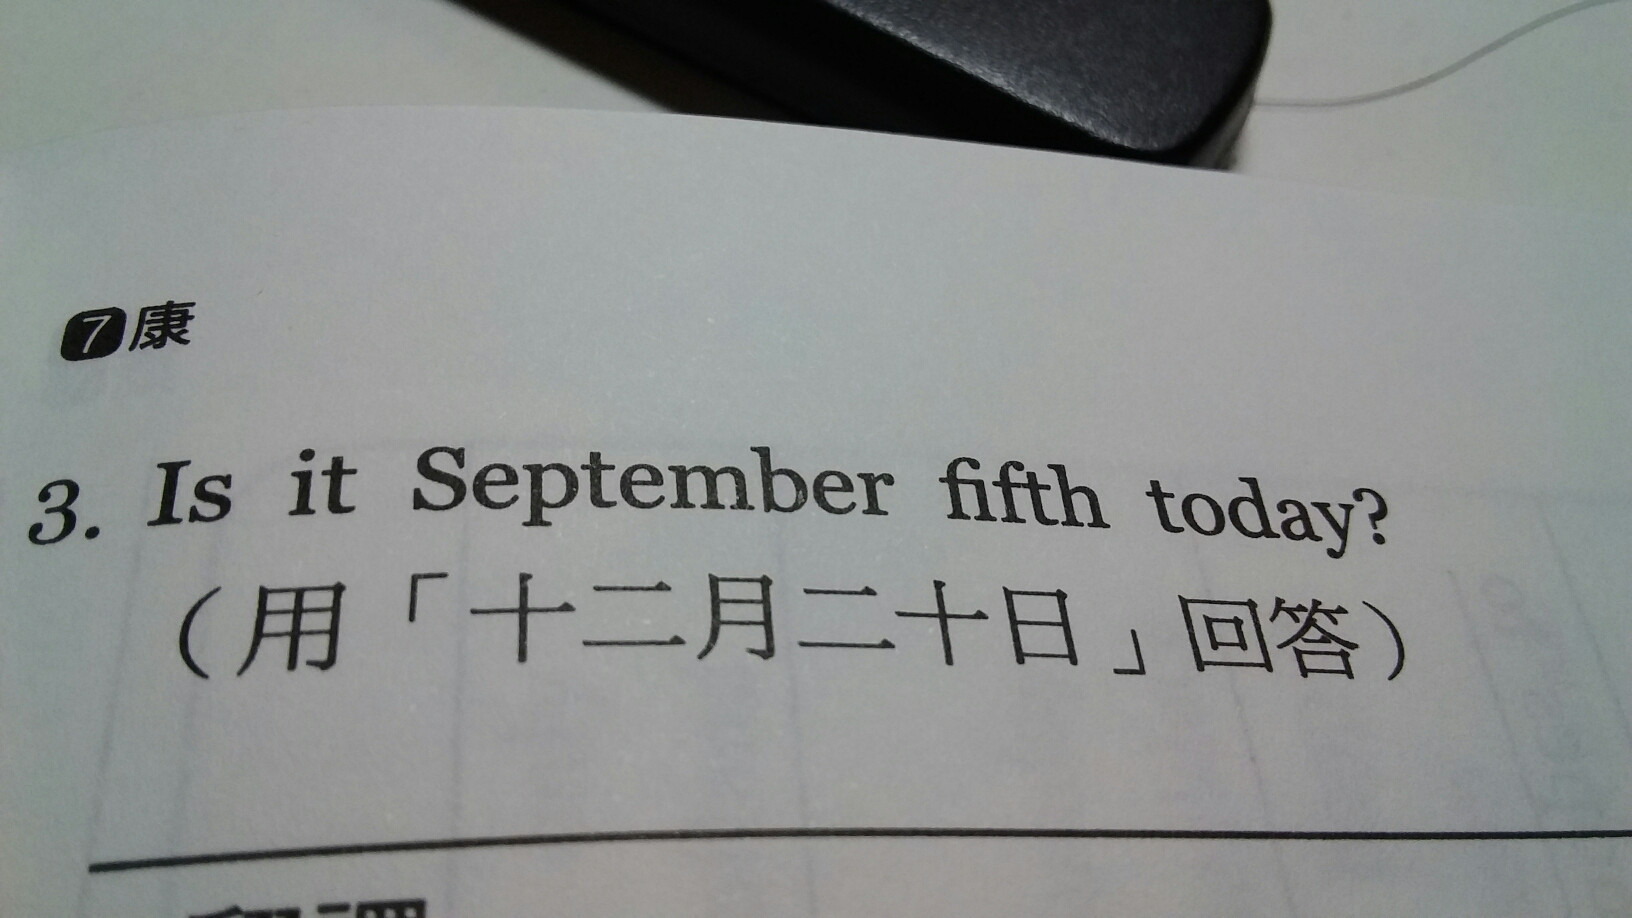 7康
3. Is it September fifth today?
(用「十二月二十日」回答)